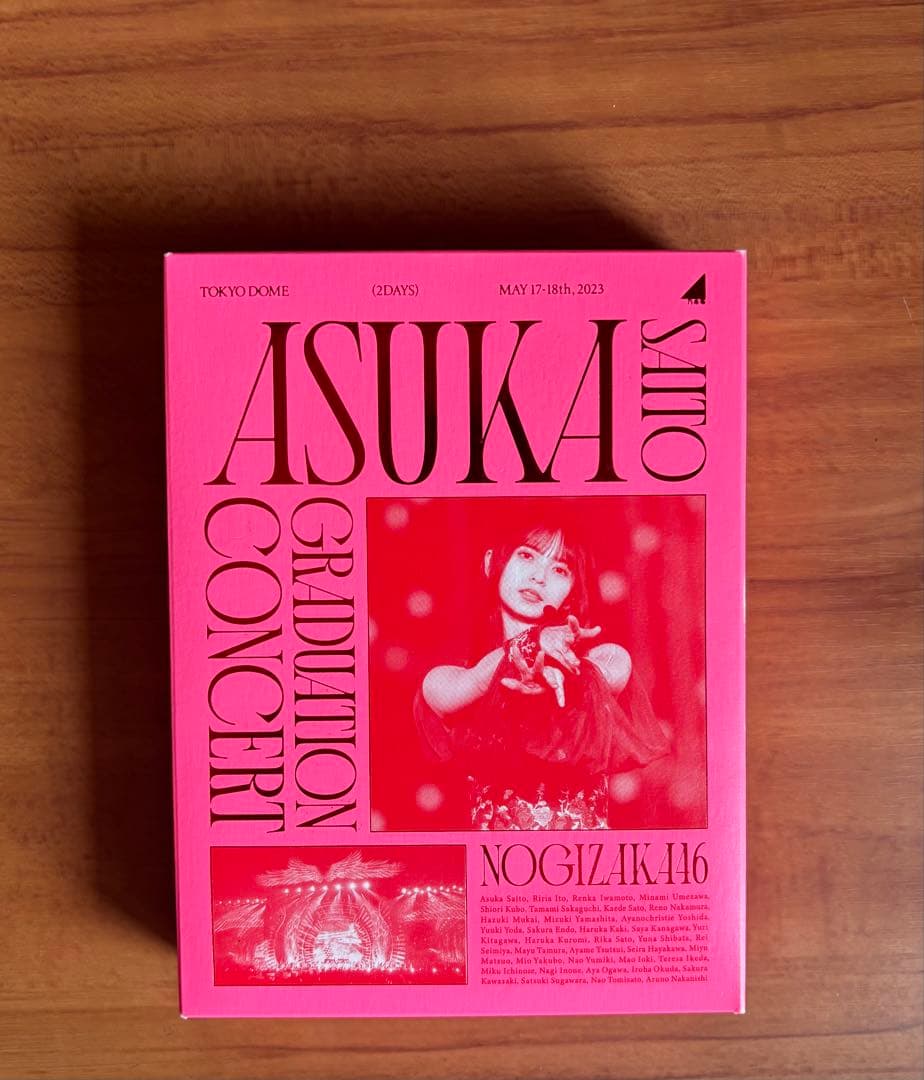 TOKYO DOME
(2DAYS)
MAY 17-18th, 2023
ASUKA
SAITO
GRADUATION
CONCERT
NOGIZAKA46
Asuka Saito, Riria Ito, Renka Iwamoto, Minami Umezawa,
Shiori Kubo, Tamami Sakaguchi, Kaede Sato, Reno Nakamura,
Hazuki Mukai, Mizuki Yamashita, Ayanochristie Yoshida,
Yuuki Yoda, Sakura Endo, Haruka Kaki, Saya Kanagawa, Yuri
Kitagawa, Haruka Kuromi, Rika Sato, Yuna Shibata, Rei
Seimiya, Mayu Tamura, Ayame Tsutsui, Seira Hayakawa, Miyu
Matsuo, Mio Yakubo, Nao Yumiki, Mao Ioki, Teresa Ikeda,
Miku Ichinose, Nagi Inoue, Aya Ogawa, Iroha Okuda, Sakura
Kawasaki, Satsuki Sugawara, Nao Tomisato, Aruno Nakanishi